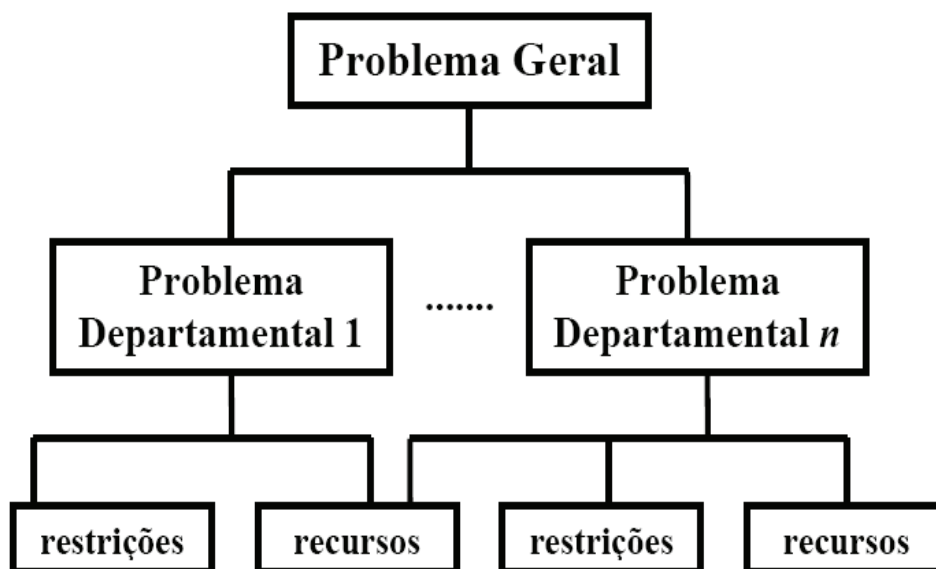 Problema Geral
Problema
Departamental 1
.......
Problema
Departamental n
restrições
recursos
restrições
recursos